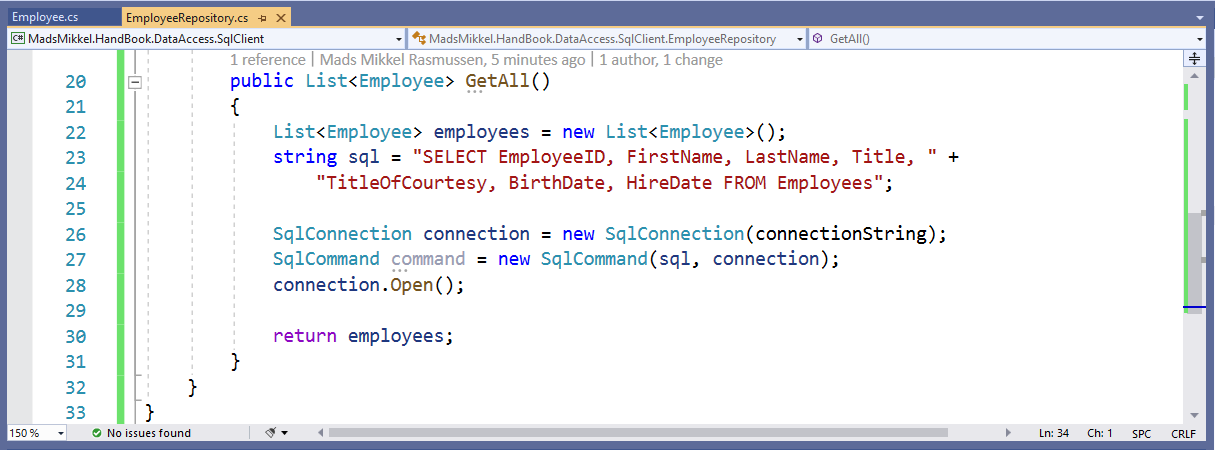 Employee.cs EmployeeRepository.cs
MadsMikkel.HandBook.DataAccess.SqlClient MadsMikkel.HandBook.DataAccess.SqlClient.EmployeeRepository GetAll()
1 reference | Mads Mikkel Rasmussen, 5 minutes ago | 1 author, 1 change
20 public List<Employee> GetAll()
21 {
22 List<Employee> employees = new List<Employee>();
23 string sql = "SELECT EmployeeID, FirstName, LastName, Title, " +
24 "TitleOfCourtesy, BirthDate, HireDate FROM Employees";
25
26 SqlConnection connection = new SqlConnection(connectionString);
27 SqlCommand command = new SqlCommand(sql, connection);
28 connection.Open();
29
30 return employees;
31 }
32 }
33 }
150 % No issues found Ln: 34 Ch: 1 SPC CRLF